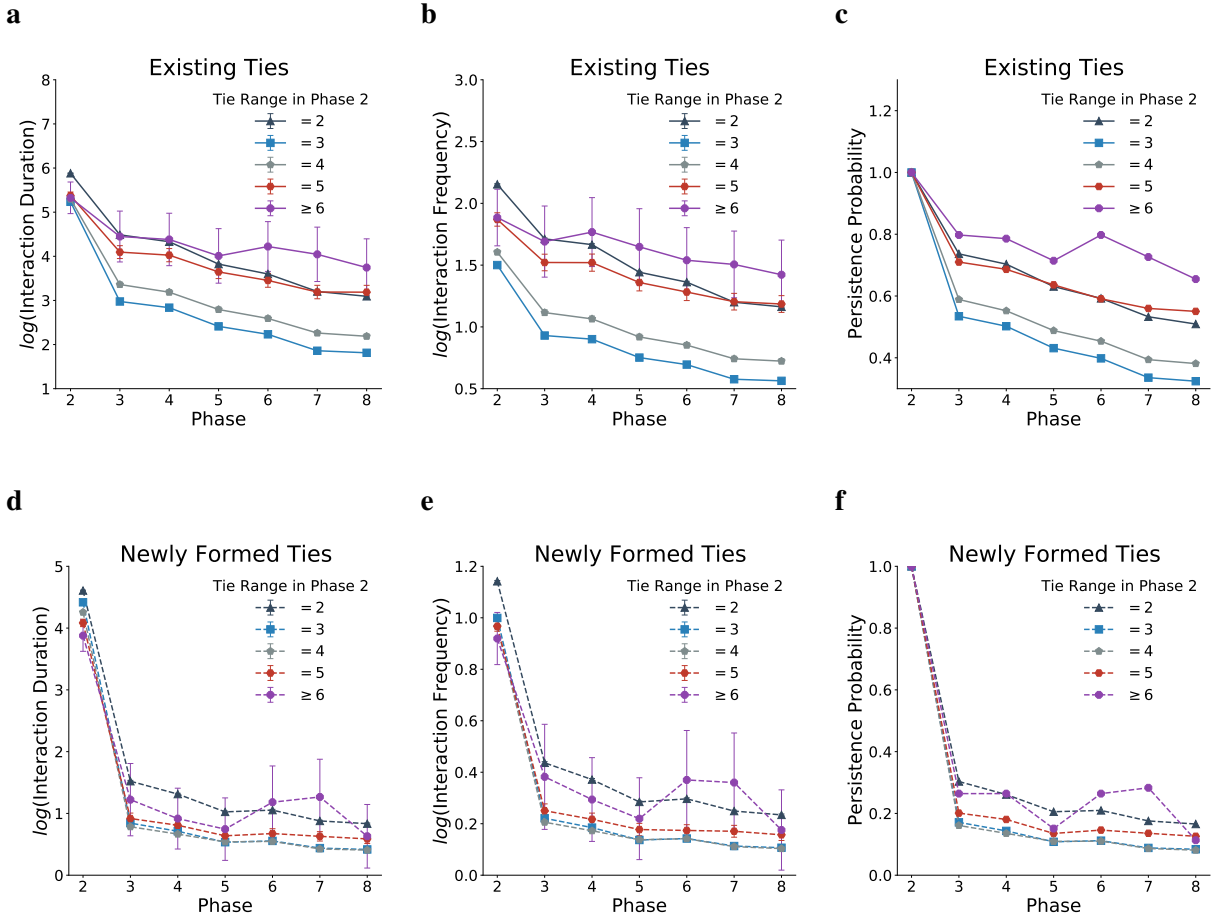 a
Existing Ties
log(Interaction Duration)
8
7
6
5
4
3
2
1
Tie Range in Phase 2
= 2
= 3
= 4
= 5
≥ 6
2 3 4 5 6 7 8
Phase
b
Existing Ties
log(Interaction Frequency)
3.0
2.5
2.0
1.5
1.0
0.5
Tie Range in Phase 2
= 2
= 3
= 4
= 5
≥ 6
2 3 4 5 6 7 8
Phase
c
Existing Ties
Persistence Probability
1.2
1.0
0.8
0.6
0.4
Tie Range in Phase 2
= 2
= 3
= 4
= 5
≥ 6
2 3 4 5 6 7 8
Phase
d
Newly Formed Ties
log(Interaction Duration)
5
4
3
2
1
0
Tie Range in Phase 2
= 2
= 3
= 4
= 5
≥ 6
2 3 4 5 6 7 8
Phase
e
Newly Formed Ties
log(Interaction Frequency)
1.2
1.0
0.8
0.6
0.4
0.2
0.0
Tie Range in Phase 2
= 2
= 3
= 4
= 5
≥ 6
2 3 4 5 6 7 8
Phase
f
Newly Formed Ties
Persistence Probability
1.0
0.8
0.6
0.4
0.2
0.0
Tie Range in Phase 2
= 2
= 3
= 4
= 5
≥ 6
2 3 4 5 6 7 8
Phase